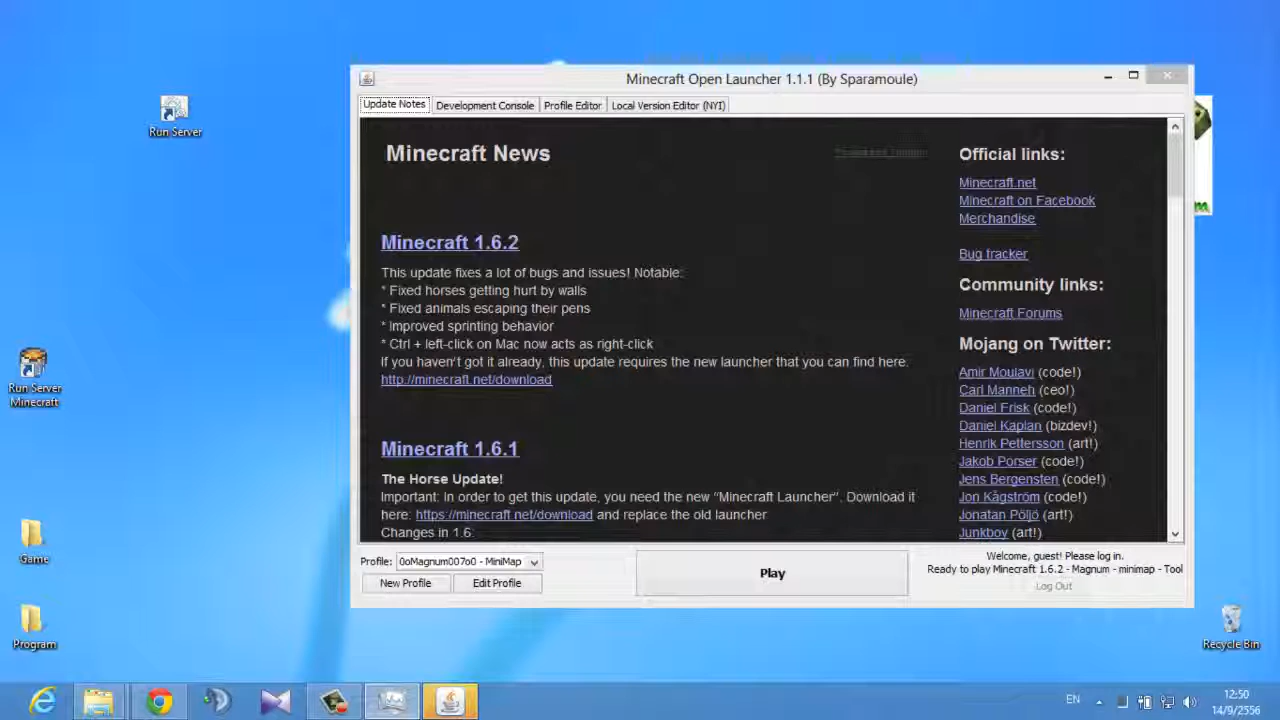 Minecraft Open Launcher 1.1.1 (By Sparamoule)
Update Notes
Development Console
Profile Editor
Local Version Editor (NYI)
Run Server
Run Server
Minecraft
Game
Program
Recycle Bin
Minecraft News
Minecraft 1.6.2
This update fixes a lot of bugs and issues! Notable:
* Fixed horses getting hurt by walls
* Fixed animals escaping their pens
* Improved sprinting behavior
* Ctrl + left-click on Mac now acts as right-click
If you haven't got it already, this update requires the new launcher that you can find here:
http://minecraft.net/download
Minecraft 1.6.1
The Horse Update!
Important: In order to get this update, you need the new "Minecraft Launcher". Download it
here: https://minecraft.net/download and replace the old launcher
Changes in 1.6:
Official links:
Minecraft.net
Minecraft on Facebook
Merchandise
Bug tracker
Community links:
Minecraft Forums
Mojang on Twitter:
Amir Moulavi (code!)
Carl Manneh (ceo!)
Daniel Frisk (code!)
Daniel Kaplan (bizdev!)
Henrik Pettersson (art!)
Jakob Porser (code!)
Jens Bergensten (code!)
Jon Kågström (code!)
Jonatan Pöljö (art!)
Junkboy (art!)
Profile: 0oMagnum007o0 - MiniMap
New Profile
Edit Profile
Play
Welcome, guest! Please log in.
Ready to play Minecraft 1.6.2 - Magnum - minimap - Tool
Log Out
EN
12:50
14/9/2556